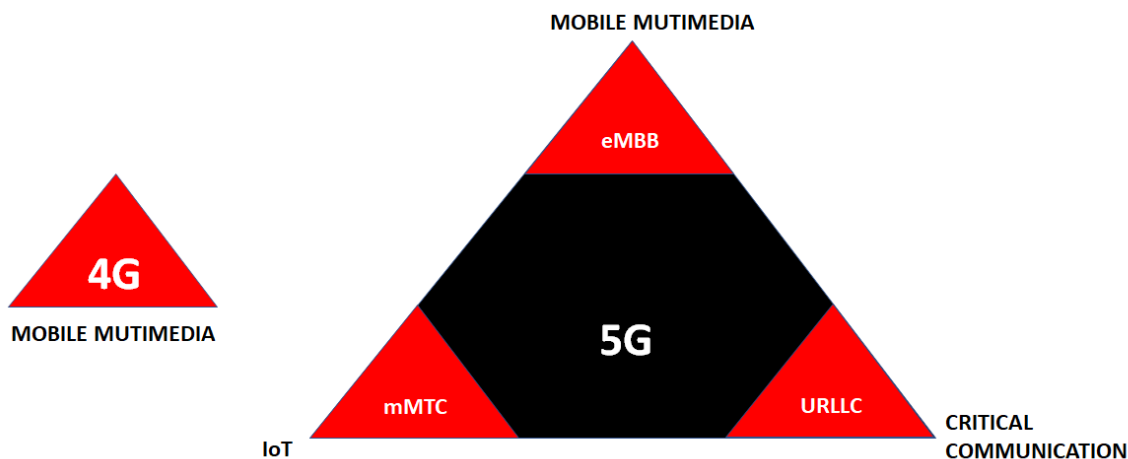 MOBILE MUTIMEDIA
eMBB
4G
MOBILE MUTIMEDIA
5G
mMTC
URLLC
IoT
CRITICAL
COMMUNICATION